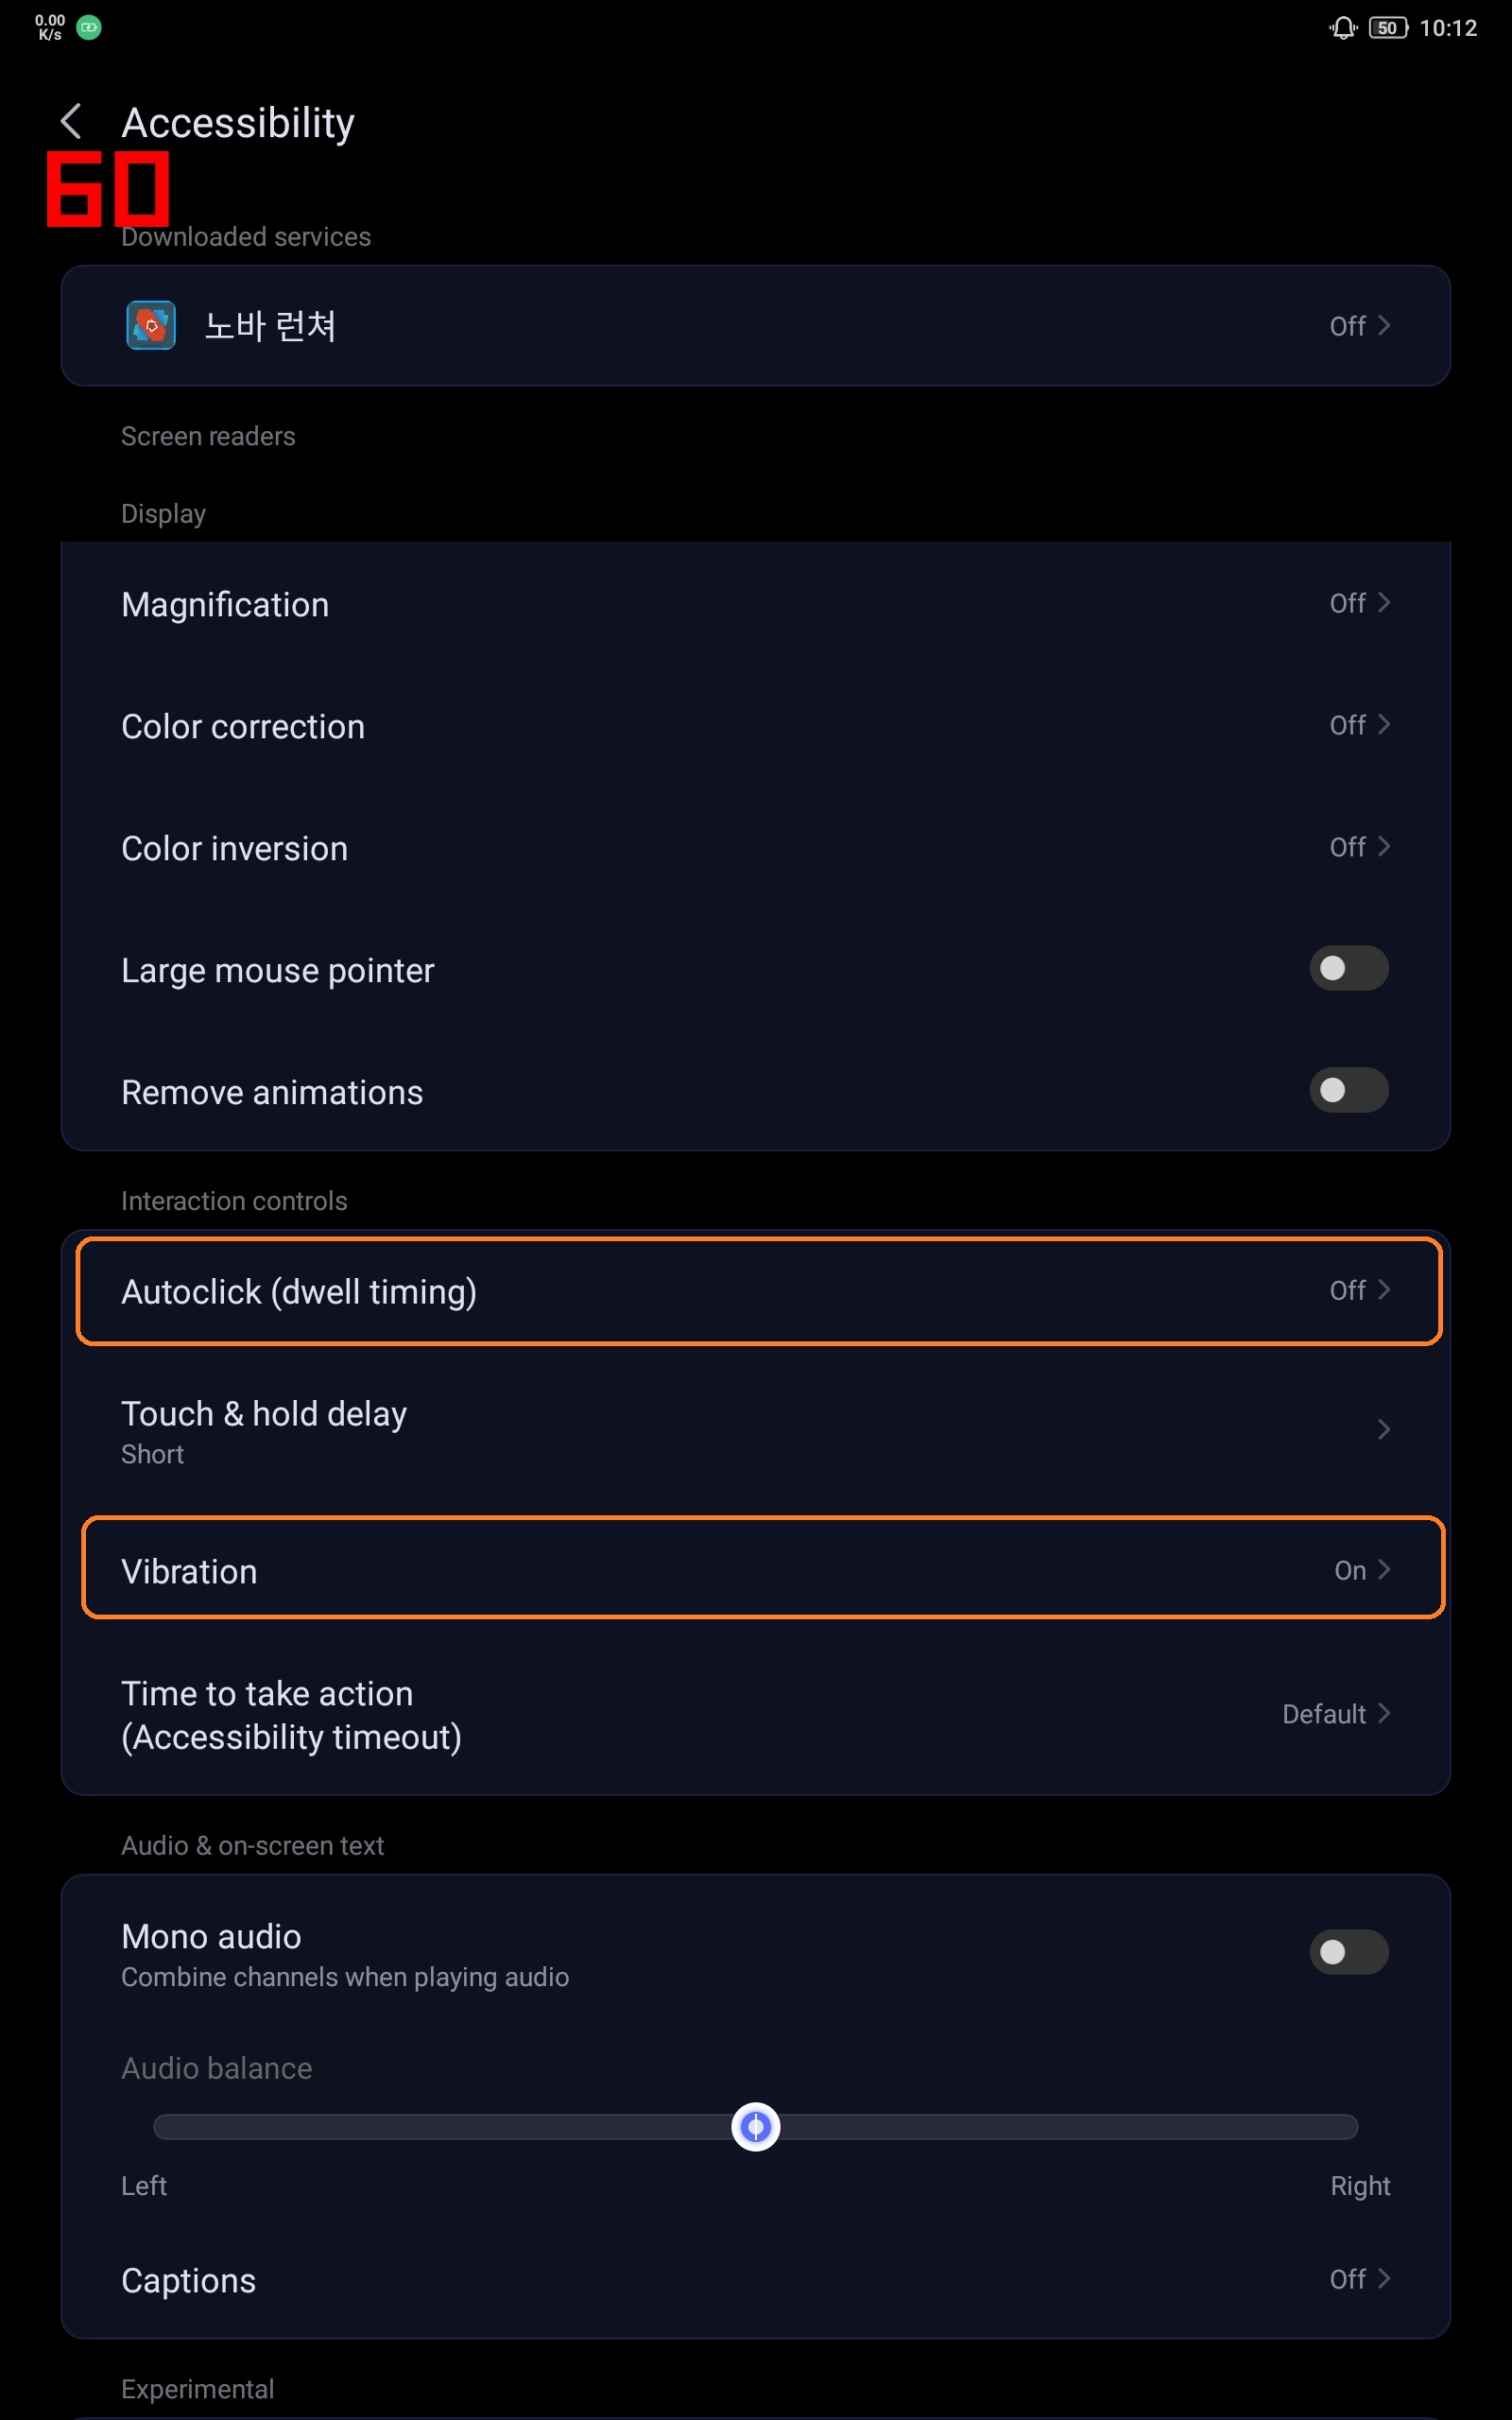 0.00
K/s
50 10:12
Accessibility
60
Downloaded services
노바 런쳐 Off
Screen readers
Display
Magnification Off
Color correction Off
Color inversion Off
Large mouse pointer
Remove animations
Interaction controls
Autoclick (dwell timing) Off
Touch & hold delay
Short
Vibration On
Time to take action
(Accessibility timeout) Default
Audio & on-screen text
Mono audio
Combine channels when playing audio
Audio balance
Left Right
Captions Off
Experimental